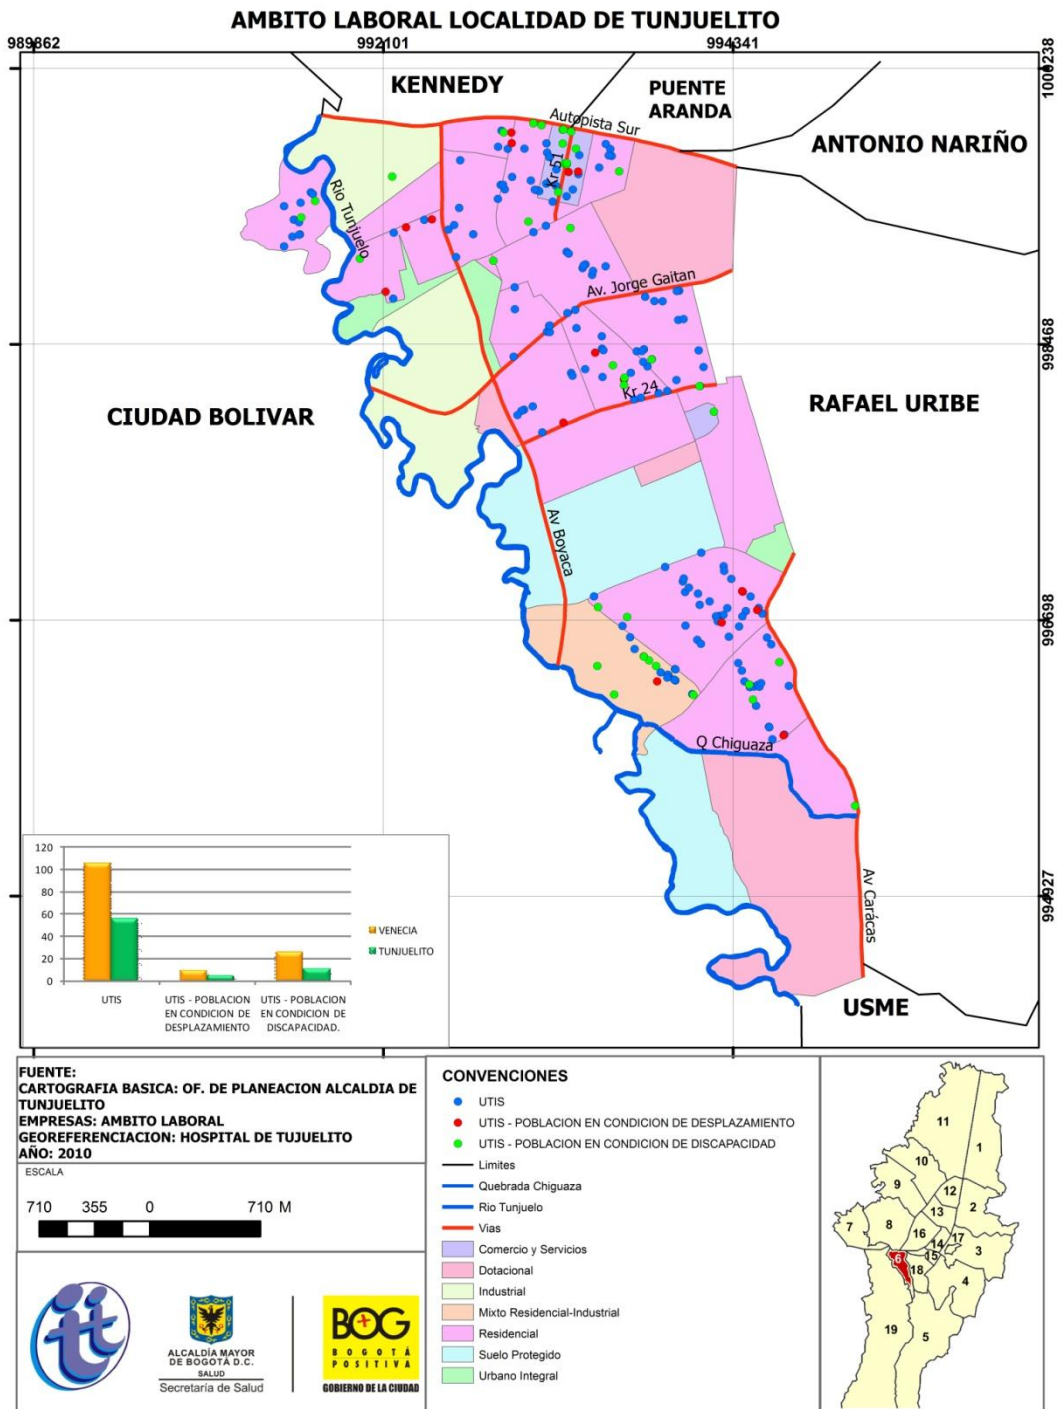 AMBITO LABORAL LOCALIDAD DE TUNJUELITO
989862
992101
994341
1000238
KENNEDY
PUENTE
ARANDA
Autopista Sur
ANTONIO NARIÑO
Kr 51
Rio Tunjuelo
Av. Jorge Gaitan
998468
Kr 24
CIUDAD BOLIVAR
RAFAEL URIBE
Av Boyaca
996698
Q Chiguaza
Av Carácas
994927
USME
120
100
80
60
40
20
0
VENECIA
TUNJUELITO
UTIS
UTIS - POBLACION
EN CONDICION DE
DESPLAZAMIENTO
UTIS - POBLACION
EN CONDICION DE
DISCAPACIDAD.
FUENTE:
CARTOGRAFIA BASICA: OF. DE PLANEACION ALCALDIA DE
TUNJUELITO
EMPRESAS: AMBITO LABORAL
GEOREFERENCIACION: HOSPITAL DE TUJUELITO
AÑO: 2010
ESCALA
710 355 0 710 M
ALCALDÍA MAYOR
DE BOGOTÁ D.C.
SALUD
Secretaría de Salud
BOG
BOGOTÁ
POSITIVA
GOBIERNO DE LA CIUDAD
CONVENCIONES
UTIS
UTIS - POBLACION EN CONDICION DE DESPLAZAMIENTO
UTIS - POBLACION EN CONDICION DE DISCAPACIDAD
Limites
Quebrada Chiguaza
Rio Tunjuelo
Vias
Comercio y Servicios
Dotacional
Industrial
Mixto Residencial-Industrial
Residencial
Suelo Protegido
Urbano Integral
11
1
10
9
12
2
13
7
8
16
17
14
3
15
6
18
4
19
5